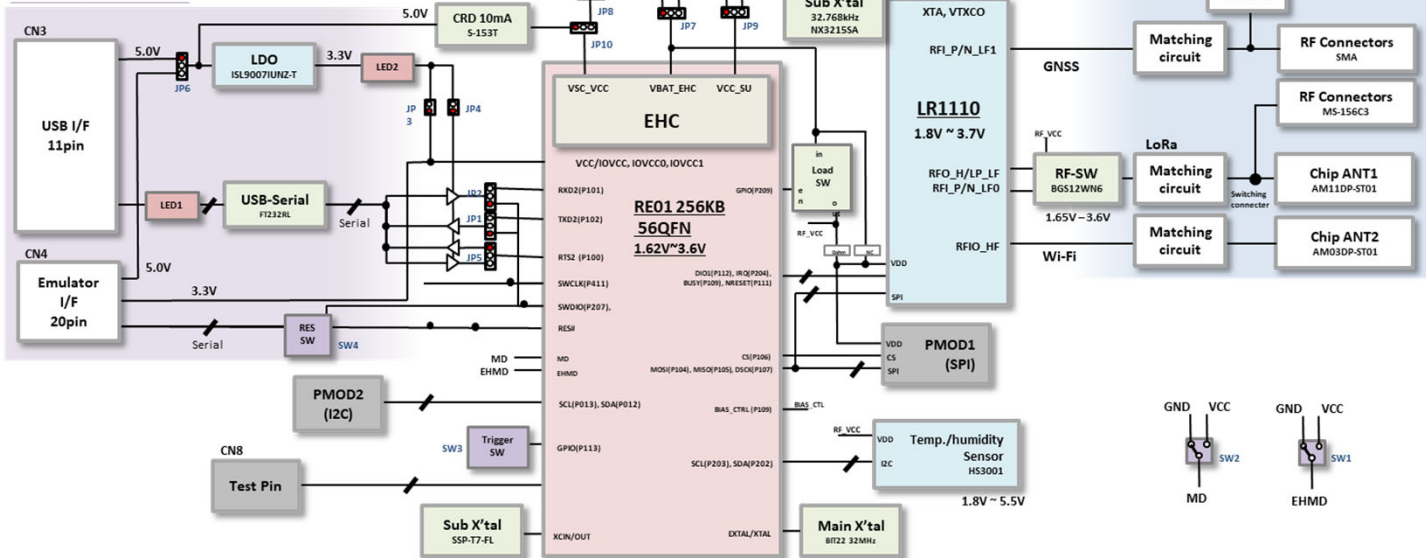 CN3
USB I/F
11pin
5.0V
JP6
5.0V
CRD 10mA
S-153T
JP8
JP10
JP7
JP9
Sub X'tal
32.768kHz
NX3215SA
LDO
ISL9007IUNZ-T
3.3V
LED2
JP
3
JP4
VSC_VCC
VBAT_EHC
VCC_SU
EHC
VCC/IOVCC, IOVCC0, IOVCC1
RXD2(P101)
TXD2(P102)
RTS2 (P100)
SWCLK(P411)
SWDIO(P207),
RES#
MD
EHMD
SCL(P013), SDA(P012)
GPIO(P113)
XCIN/OUT
RE01 256KB
56QFN
1.62V~3.6V
GPIO(P209)
DIO1(P112), IRQ(P204),
BUSY(P109), NRESET(P111)
CS(P106)
MOSI(P104), MISO(P105), DSCK(P107)
BIAS_CTRL (P109)
BIAS_CTL
SCL(P203), SDA(P202)
EXTAL/XTAL
LED1
USB-Serial
FT232RL
Serial
JP2
JP1
JP5
CN4
Emulator
I/F
20pin
5.0V
3.3V
Serial
RES
SW
SW4
MD
EHMD
PMOD2
(I2C)
SW3
Trigger
SW
CN8
Test Pin
Sub X'tal
SSP-T7-FL
in
Load
SW
e
n
o
ut
RF_VCC
XTA, VTXCO
RFI_P/N_LF1
LR1110
1.8V ~ 3.7V
RFO_H/LP_LF
RFI_P/N_LF0
RFIO_HF
VDD
SPI
GNSS
Matching
circuit
RF Connectors
SMA
RF Connectors
MS-156C3
RF_VCC
RF-SW
BGS12WN6
1.65V – 3.6V
LoRa
Matching
circuit
Switching
connecter
Chip ANT1
AM11DP-ST01
Wi-Fi
Matching
circuit
Chip ANT2
AM03DP-ST01
VDD
CS
SPI
PMOD1
(SPI)
RF_VCC
VDD
I2C
Temp./humidity
Sensor
HS3001
1.8V ~ 5.5V
Main X'tal
BIT22 32MHz
GND
VCC
SW2
MD
GND
VCC
SW1
EHMD